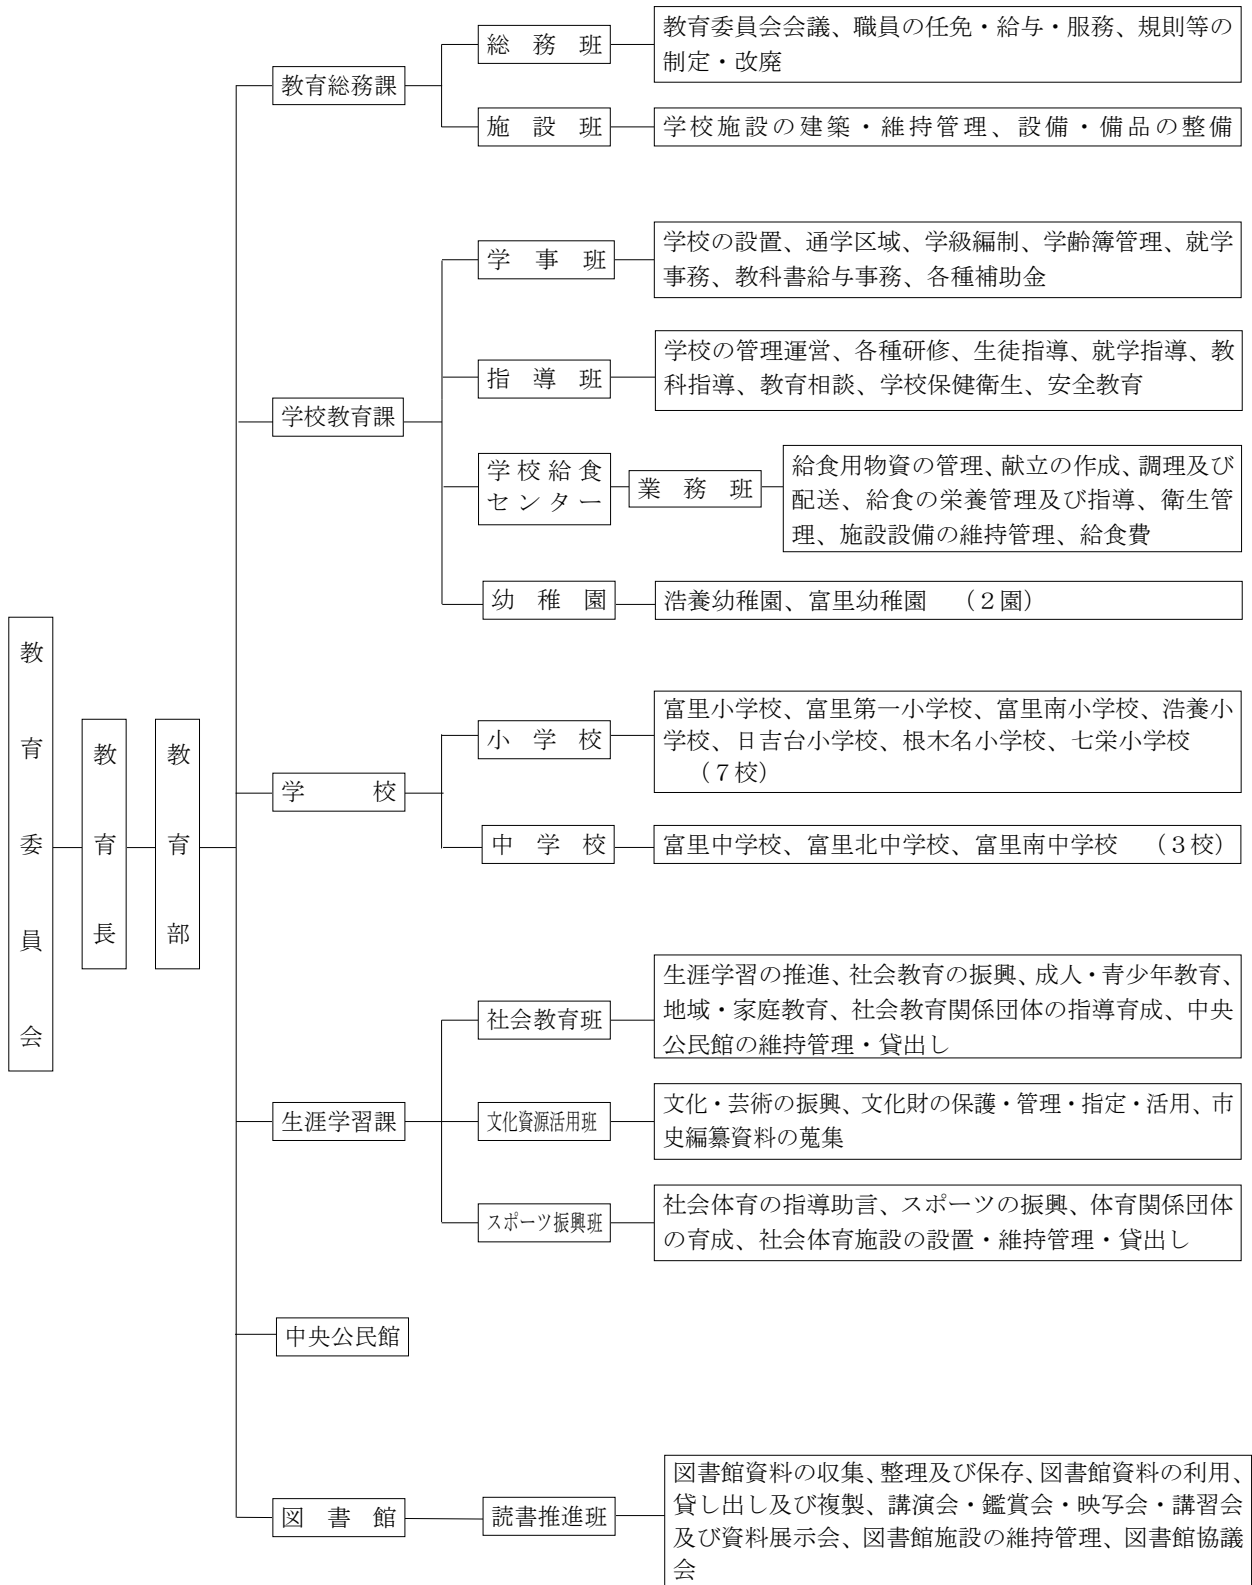 教育委員会
教育長
教育部
教育総務課
総務班
教育委員会会議、職員の任免・給与・服務、規則等の
制定・改廃
施設班
学校施設の建築・維持管理、設備・備品の整備
学校教育課
学事班
学校の設置、通学区域、学級編制、学齢簿管理、就学
事務、教科書給与事務、各種補助金
指導班
学校の管理運営、各種研修、生徒指導、就学指導、教
科指導、教育相談、学校保健衛生、安全教育
学校給食
センター
業務班
給食用物資の管理、献立の作成、調理及び
配送、給食の栄養管理及び指導、衛生管
理、施設設備の維持管理、給食費
幼稚園
浩養幼稚園、富里幼稚園 （２園）
学校
小学校
富里小学校、富里第一小学校、富里南小学校、浩養小
学校、日吉台小学校、根木名小学校、七栄小学校
（７校）
中学校
富里中学校、富里北中学校、富里南中学校 （３校）
生涯学習課
社会教育班
生涯学習の推進、社会教育の振興、成人・青少年教育、
地域・家庭教育、社会教育関係団体の指導育成、中央
公民館の維持管理・貸出し
文化資源活用班
文化・芸術の振興、文化財の保護・管理・指定・活用、市
史編纂資料の蒐集
スポーツ振興班
社会体育の指導助言、スポーツの振興、体育関係団体
の育成、社会体育施設の設置・維持管理・貸出し
中央公民館
図書館
読書推進班
図書館資料の収集、整理及び保存、図書館資料の利用、
貸し出し及び複製、講演会・鑑賞会・映写会・講習会
及び資料展示会、図書館施設の維持管理、図書館協議
会